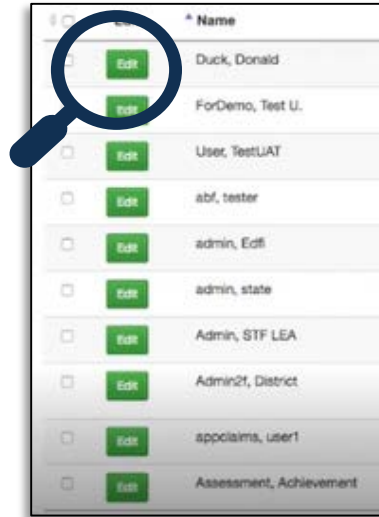 Edit ^ Name
Edit Duck, Donald
Edit ForDemo, Test U.
Edit User, TestUAT
Edit abf, tester
Edit admin, Edfi
Edit admin, state
Edit Admin, STF LEA
Edit Admin2f, District
Edit appclaims, user1
Edit Assessment, Achievement